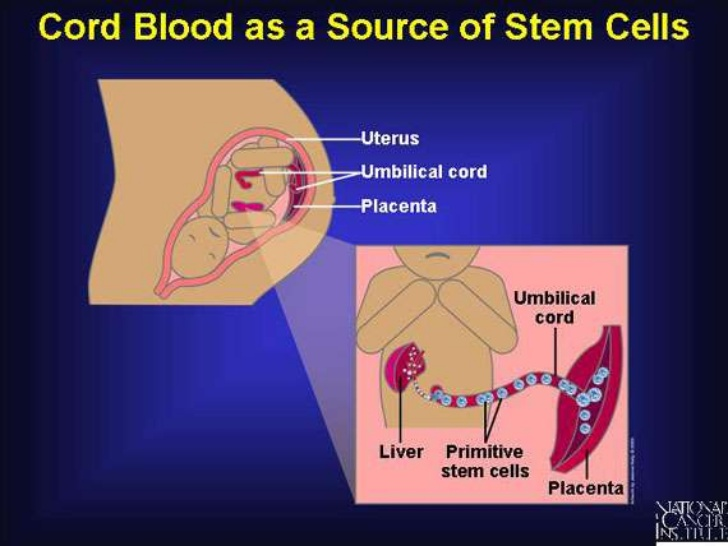 Cord Blood as a Source of Stem Cells
Uterus
Umbilical cord
Placenta
Umbilical
cord
Liver
Primitive
stem cells
Placenta
NATIONAL
CANCER
INSTITUTE